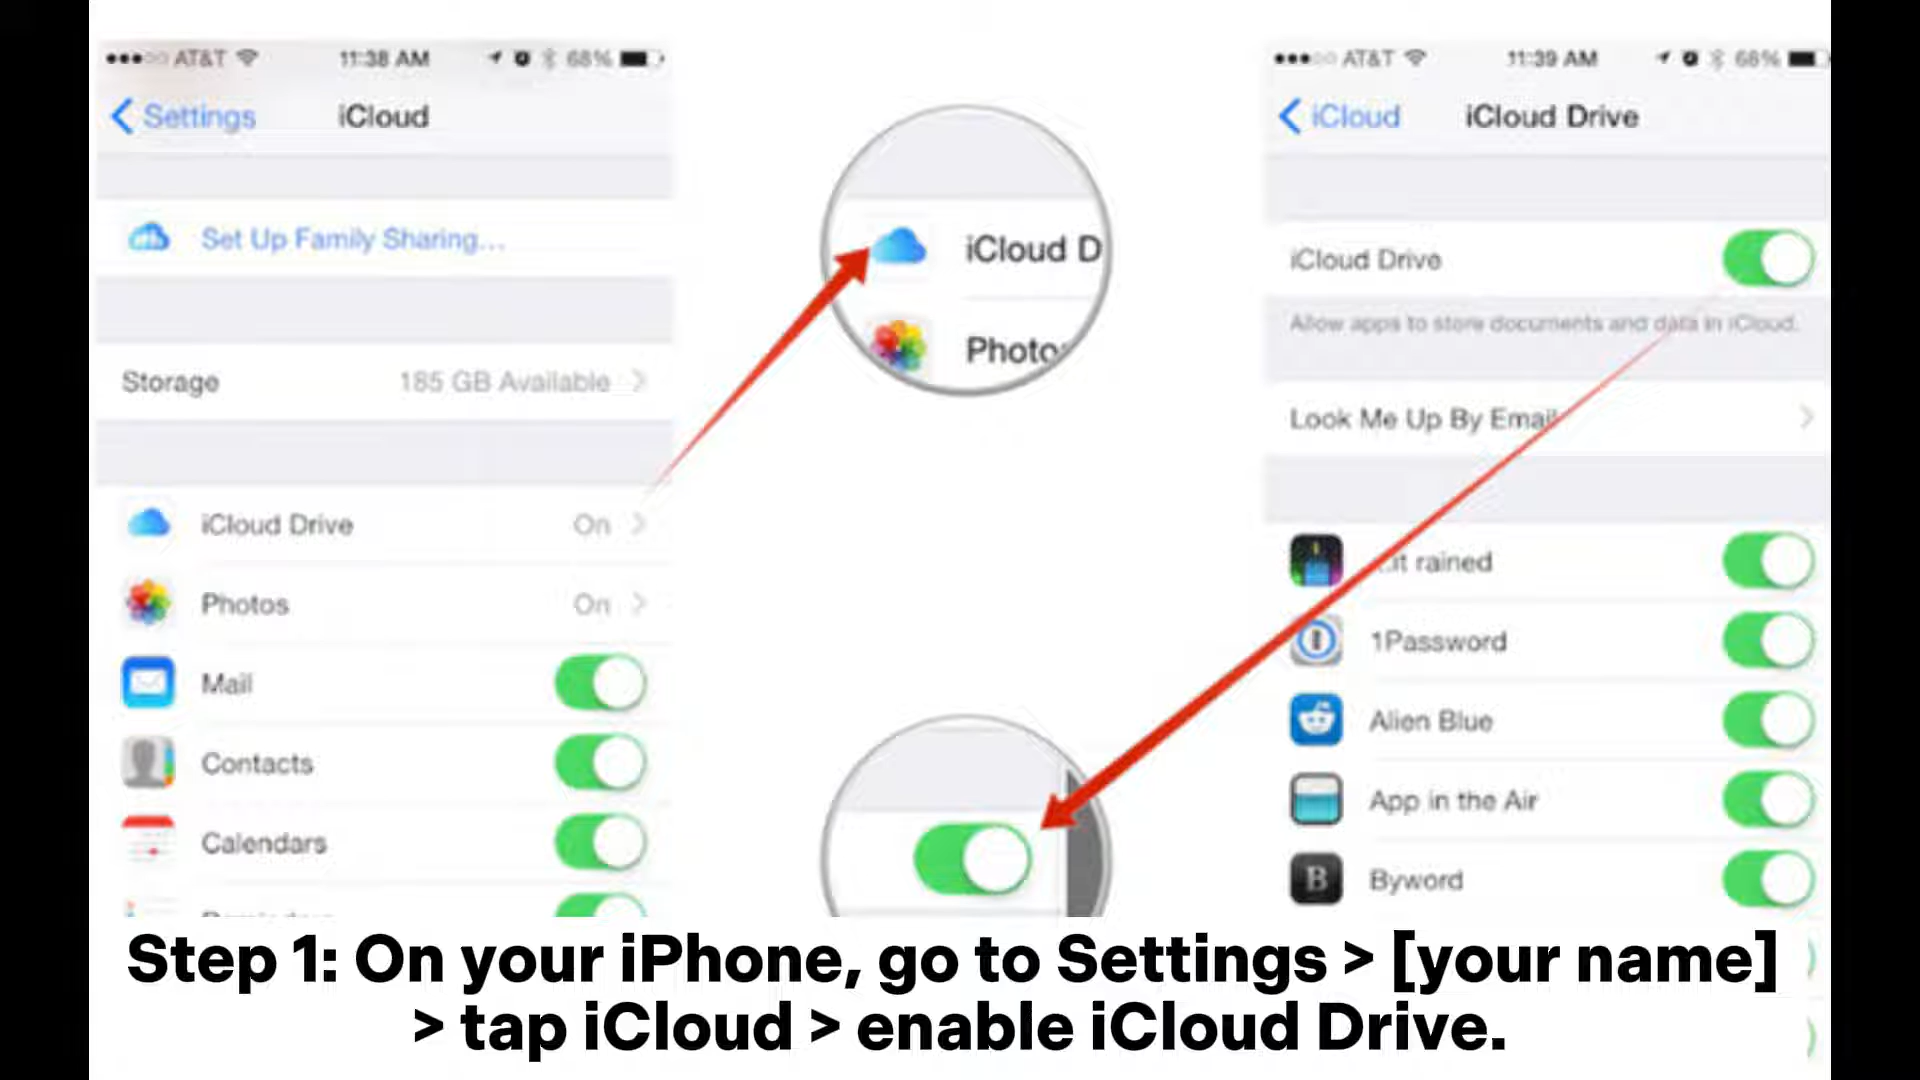 AT&T 11:38 AM 68%
Settings iCloud
Set Up Family Sharing...
Storage 185 GB Available
iCloud Drive On
Photos On
Mail
Contacts
Calendars
Reminders
iCloud D
Photo
AT&T 11:39 AM 68%
iCloud iCloud Drive
iCloud Drive
Allow apps to store documents and data in iCloud.
Look Me Up By Email
...it rained
1Password
Alien Blue
App in the Air
Byword
B
Step 1: On your iPhone, go to Settings > [your name]
> tap iCloud > enable iCloud Drive.